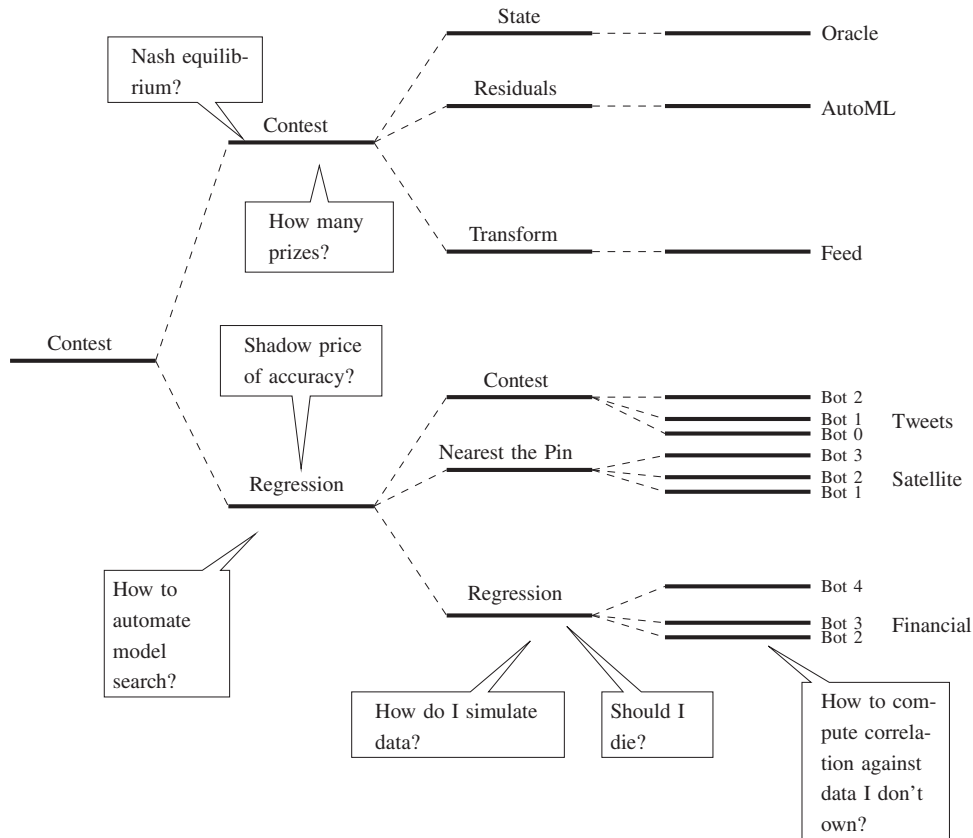 State
Oracle
Nash equilib-
rium?
Residuals
AutoML
Contest
How many
prizes?
Transform
Feed
Contest
Shadow price
of accuracy?
Contest
Bot 2
Bot 1
Bot 0
Tweets
Nearest the Pin
Bot 3
Bot 2
Bot 1
Satellite
Regression
How to
automate
model
search?
Regression
Bot 4
Bot 3
Bot 2
Financial
How do I simulate
data?
Should I
die?
How to com-
pute correla-
tion against
data I don't
own?